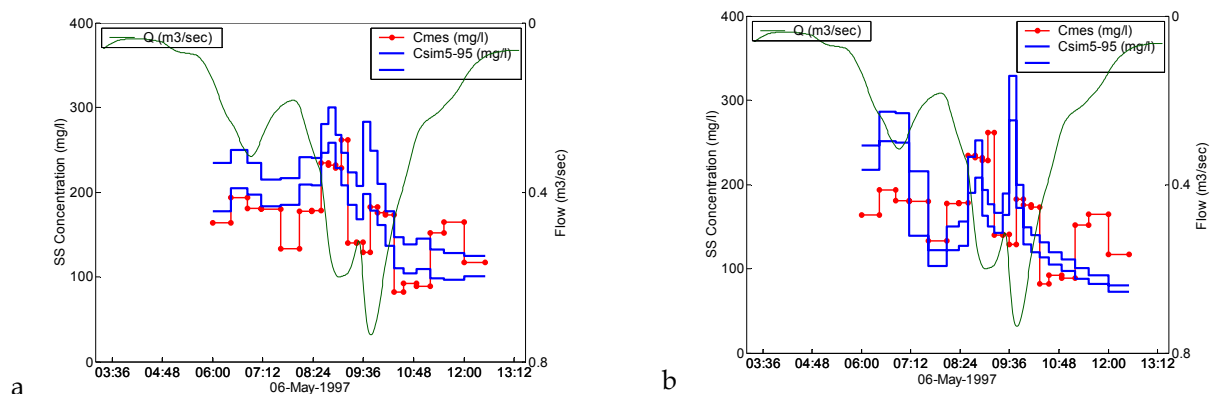 400
300
200
100
0
SS Concentration (mg/l)
Q (m3/sec)
Cmes (mg/l)
Csim5-95 (mg/l)
0
0.4
0.8
Flow (m3/sec)
03:36 04:48 06:00 07:12 08:24 09:36 10:48 12:00 13:12
06-May-1997
a
400
350
300
250
200
150
100
50
0
SS Concentration (mg/l)
Q (m3/sec)
Cmes (mg/l)
Csim5-95 (mg/l)
0
0.4
0.8
Flow (m3/sec)
03:36 04:48 06:00 07:12 08:24 09:36 10:48 12:00 13:12
06-May-1997
b